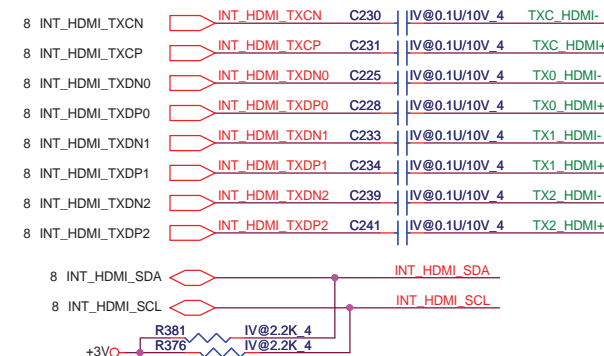 8 INT_HDMI_TXCN INT_HDMI_TXCN C230 IV@0.1U/10V_4 TXC_HDMI-
8 INT_HDMI_TXCP INT_HDMI_TXCP C231 IV@0.1U/10V_4 TXC_HDMI+
8 INT_HDMI_TXDN0 INT_HDMI_TXDN0 C225 IV@0.1U/10V_4 TX0_HDMI-
8 INT_HDMI_TXDP0 INT_HDMI_TXDP0 C228 IV@0.1U/10V_4 TX0_HDMI+
8 INT_HDMI_TXDN1 INT_HDMI_TXDN1 C233 IV@0.1U/10V_4 TX1_HDMI-
8 INT_HDMI_TXDP1 INT_HDMI_TXDP1 C234 IV@0.1U/10V_4 TX1_HDMI+
8 INT_HDMI_TXDN2 INT_HDMI_TXDN2 C239 IV@0.1U/10V_4 TX2_HDMI-
8 INT_HDMI_TXDP2 INT_HDMI_TXDP2 C241 IV@0.1U/10V_4 TX2_HDMI+
8 INT_HDMI_SDA INT_HDMI_SDA
8 INT_HDMI_SCL INT_HDMI_SCL
R381 IV@2.2K_4
+3V R376 IV@2.2K_4